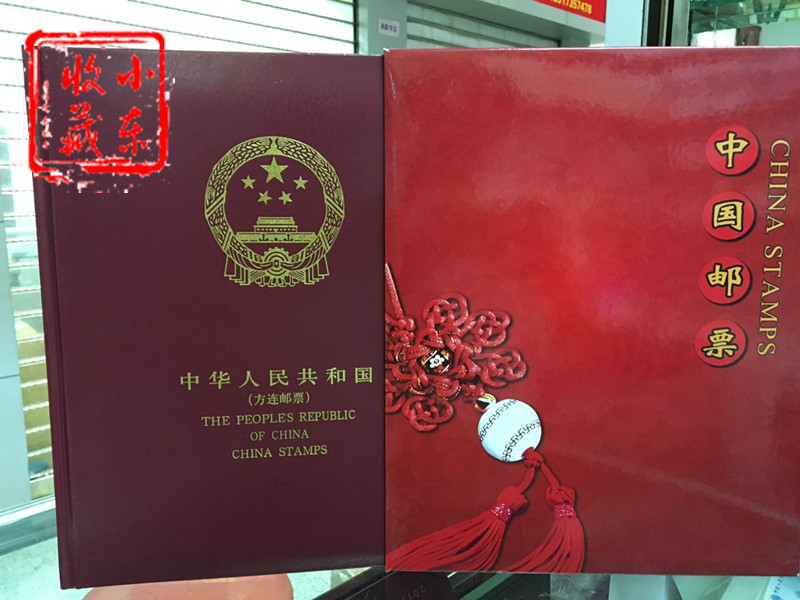 小东
收藏
中华人民共和国
(方连邮票)
THE PEOPLE'S REPUBLIC
OF CHINA
CHINA STAMPS
中国邮票
CHINA STAMPS